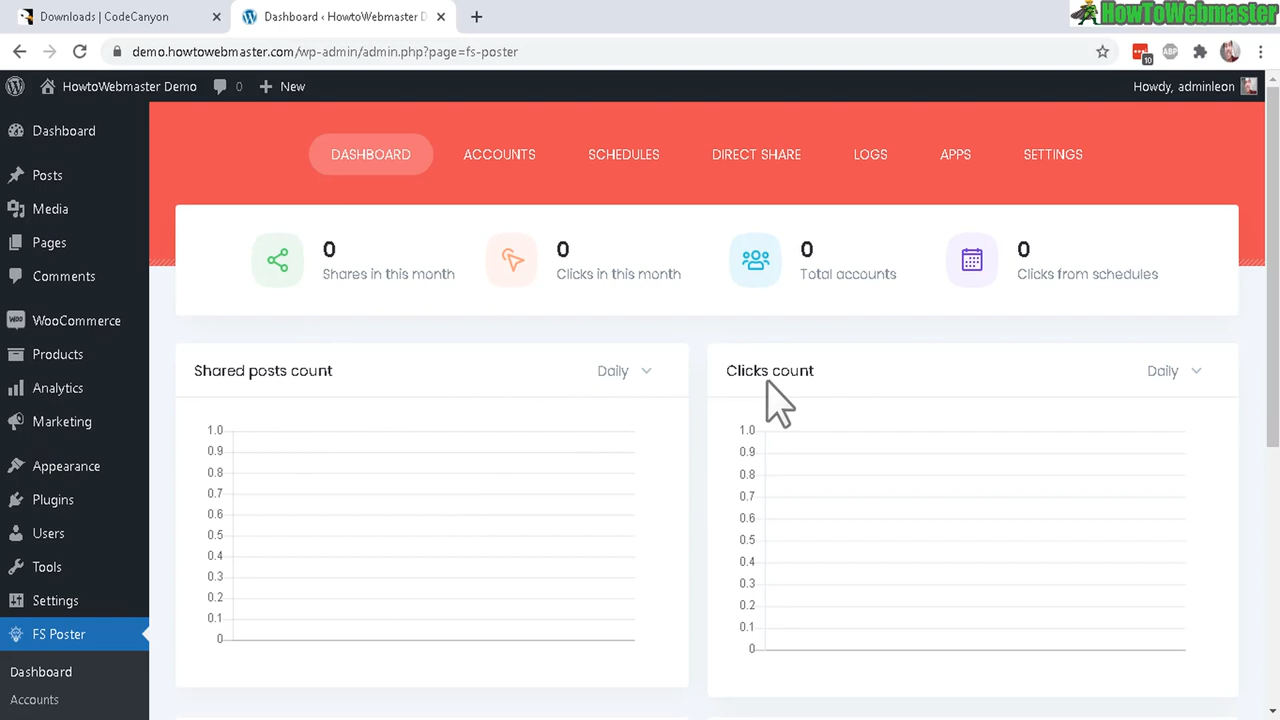 Downloads | CodeCanyon
Dashboard ‹ HowtoWebmaster D
HowToWebmaster
demo.howtowebmaster.com/wp-admin/admin.php?page=fs-poster
10
ABP
HowtoWebmaster Demo
0
New
Howdy, adminleon
Dashboard
Posts
Media
Pages
Comments
WOO
WooCommerce
Products
Analytics
Marketing
Appearance
Plugins
Users
Tools
Settings
FS Poster
Dashboard
Accounts
DASHBOARD
ACCOUNTS
SCHEDULES
DIRECT SHARE
LOGS
APPS
SETTINGS
0
Shares in this month
0
Clicks in this month
0
Total accounts
0
Clicks from schedules
Shared posts count
Daily
1.0
0.9
0.8
0.7
0.6
0.5
0.4
0.3
0.2
0.1
0
Clicks count
Daily
1.0
0.9
0.8
0.7
0.6
0.5
0.4
0.3
0.2
0.1
0